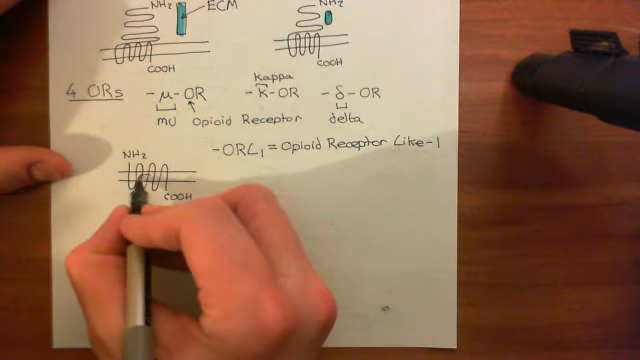 NH₂ ECM NH₂
COOH COOH
Kappa
4 ORs -μ-OR -K-OR -δ-OR
mu Opioid Receptor delta
-ORL₁ = Opioid Receptor Like-1
NH₂
COOH